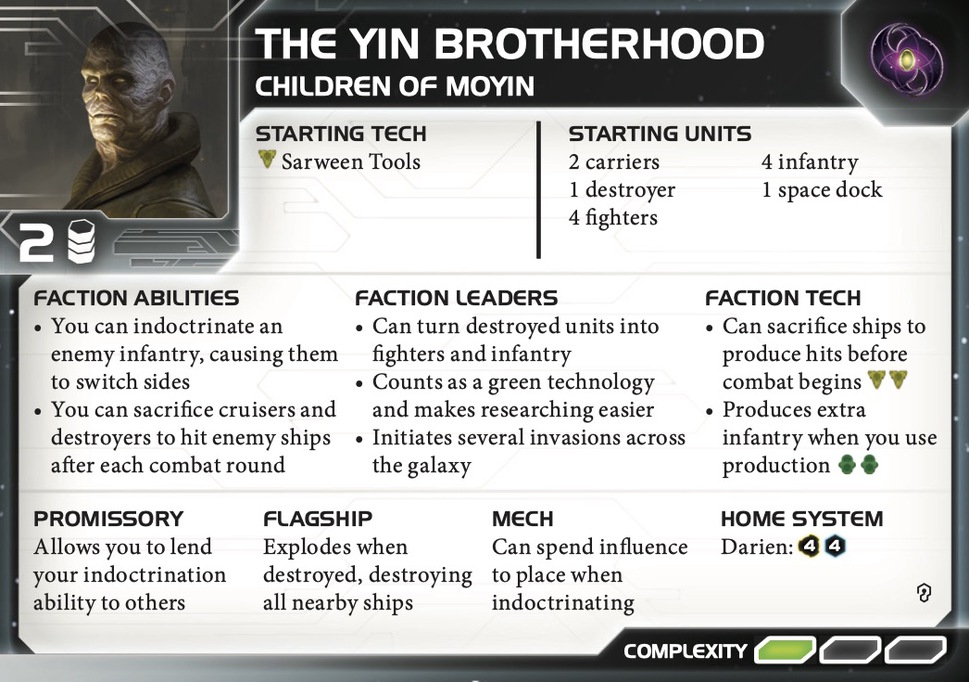 THE YIN BROTHERHOOD
CHILDREN OF MOYIN
2
STARTING TECH
Sarween Tools
STARTING UNITS
2 carriers
1 destroyer
4 fighters
4 infantry
1 space dock
FACTION ABILITIES
• You can indoctrinate an
enemy infantry, causing them
to switch sides
• You can sacrifice cruisers and
destroyers to hit enemy ships
after each combat round
FACTION LEADERS
• Can turn destroyed units into
fighters and infantry
• Counts as a green technology
and makes researching easier
• Initiates several invasions across
the galaxy
FACTION TECH
• Can sacrifice ships to
produce hits before
combat begins
• Produces extra
infantry when you use
production
PROMISSORY
Allows you to lend
your indoctrination
ability to others
FLAGSHIP
Explodes when
destroyed, destroying
all nearby ships
MECH
Can spend influence
to place when
indoctrinating
HOME SYSTEM
Darien: 4 4
COMPLEXITY